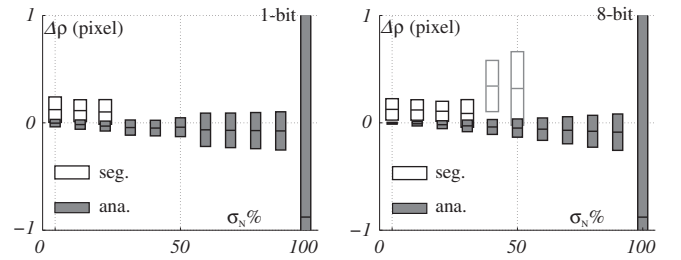 1 1-bit
Δρ (pixel)
0
seg.
ana.
σN%
−1
0 50 100
1 8-bit
Δρ (pixel)
0
seg.
ana.
σN%
−1
0 50 100